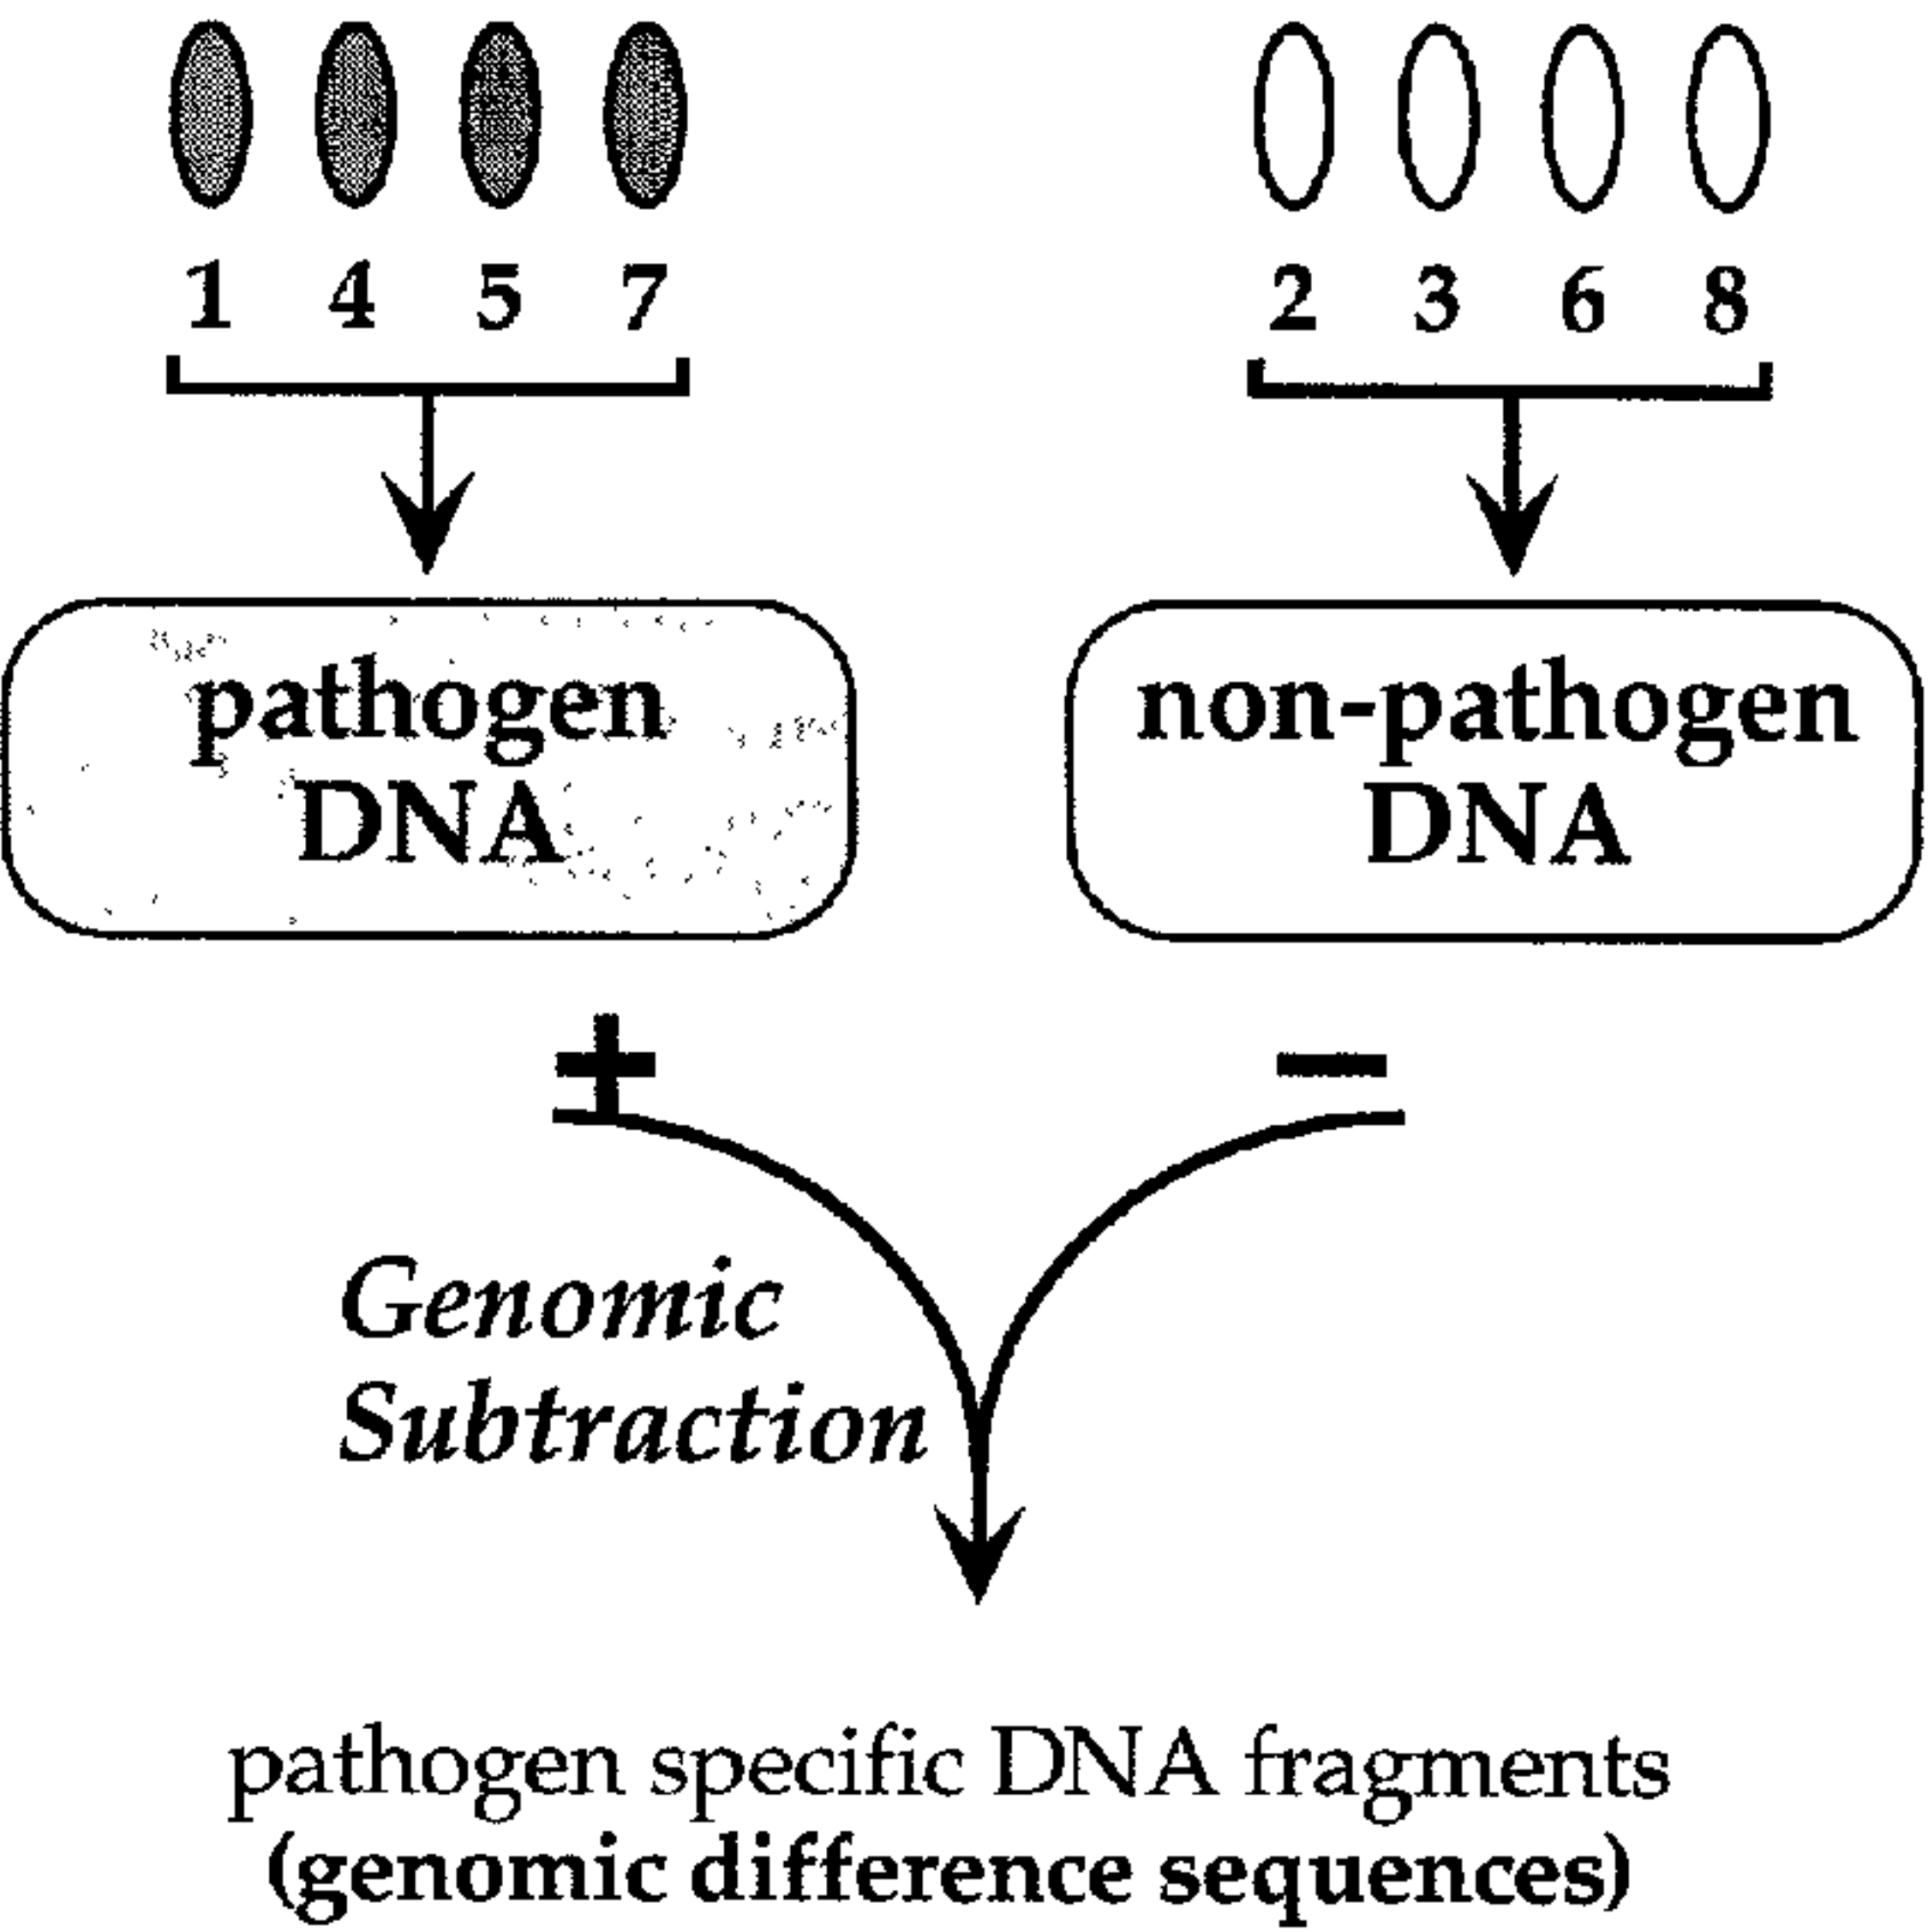 1 4 5 7
2 3 6 8
pathogen
DNA
non-pathogen
DNA
+
−
Genomic
Subtraction
pathogen specific DNA fragments
(genomic difference sequences)